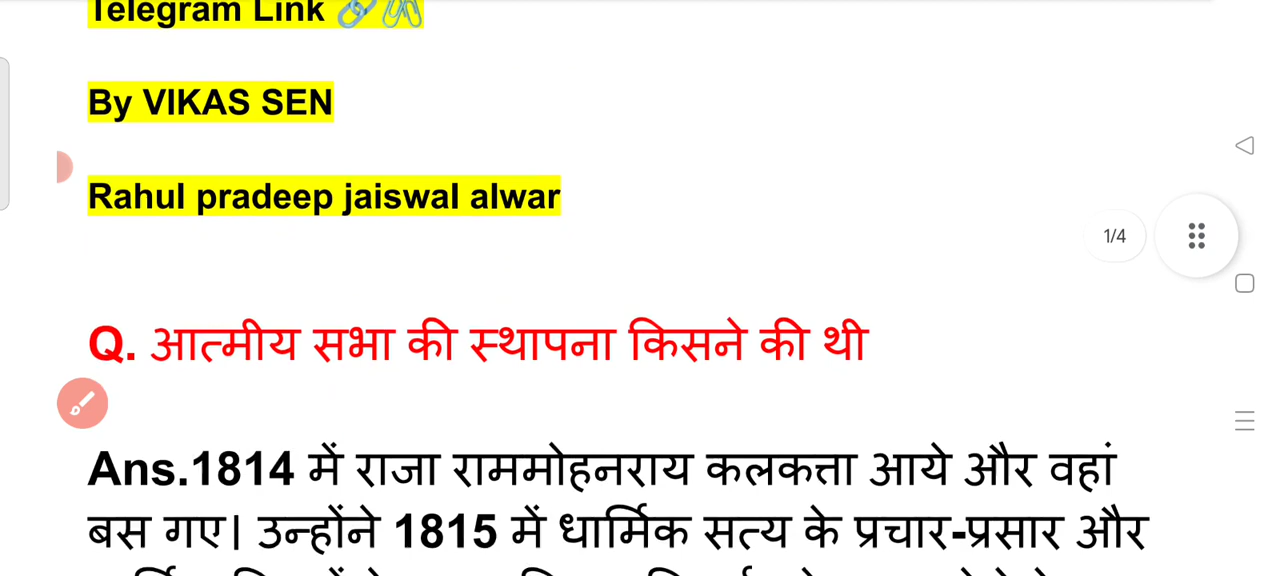 Telegram Link 🔗🖇️
By VIKAS SEN
Rahul pradeep jaiswal alwar
1/4
Q. आत्मीय सभा की स्थापना किसने की थी
Ans.1814 में राजा राममोहनराय कलकत्ता आये और वहां
बस गए। उन्होंने 1815 में धार्मिक सत्य के प्रचार-प्रसार और